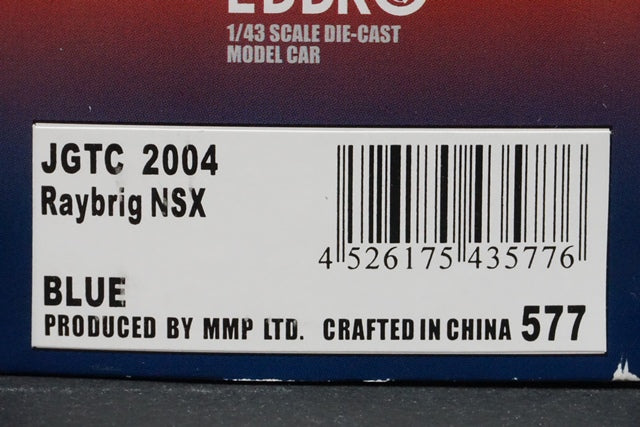 1/43 SCALE DIE-CAST
MODEL CAR
JGTC 2004
Raybrig NSX
4 526175 435776
BLUE
PRODUCED BY MMP LTD. CRAFTED IN CHINA 577